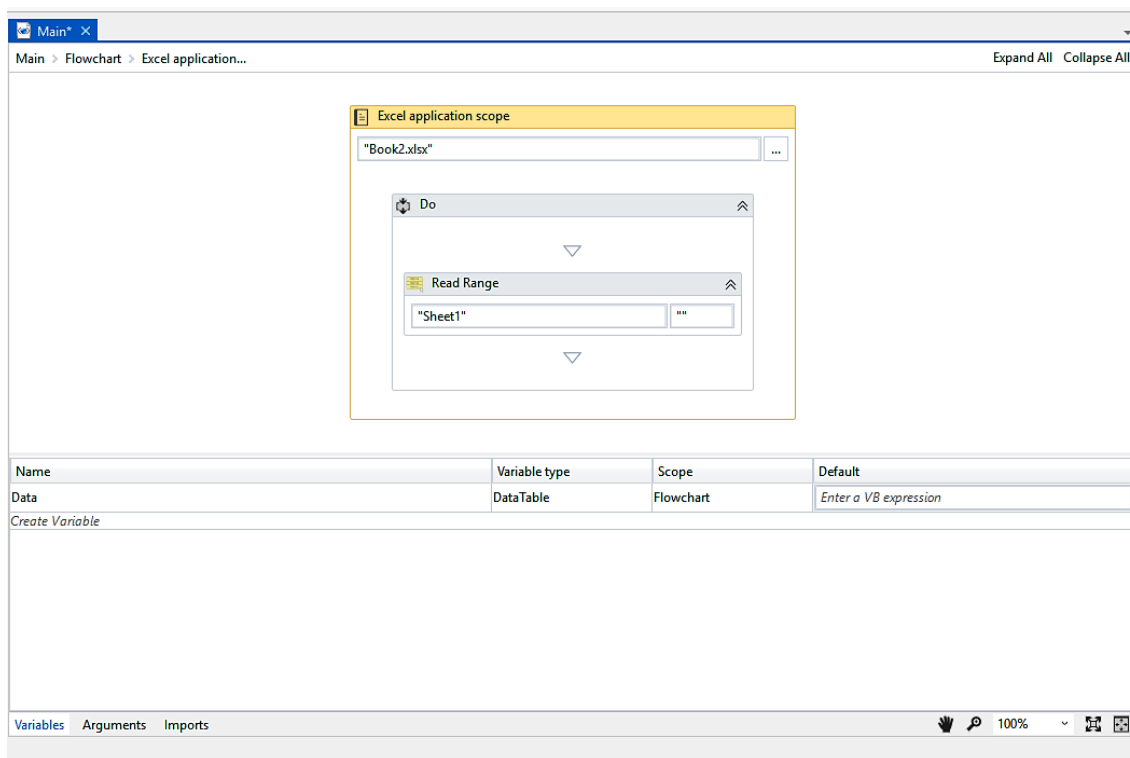 Main*
Main > Flowchart > Excel application...
Expand All Collapse All
Excel application scope
"Book2.xlsx"
...
Do
Read Range
"Sheet1" ""
Name Variable type Scope Default
Data DataTable Flowchart Enter a VB expression
Create Variable
Variables Arguments Imports
100%